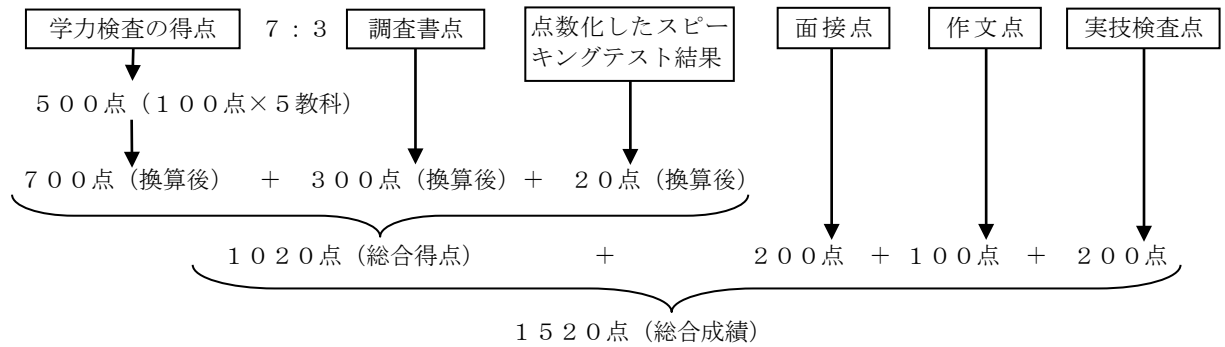 学力検査の得点 ７：３ 調査書点 点数化したスピーキングテスト結果 面接点 作文点 実技検査点
５００点（１００点×５教科）
７００点（換算後） ＋ ３００点（換算後）＋ ２０点（換算後）
１０２０点（総合得点） ＋ ２００点 ＋１００点 ＋ ２００点
１５２０点（総合成績）